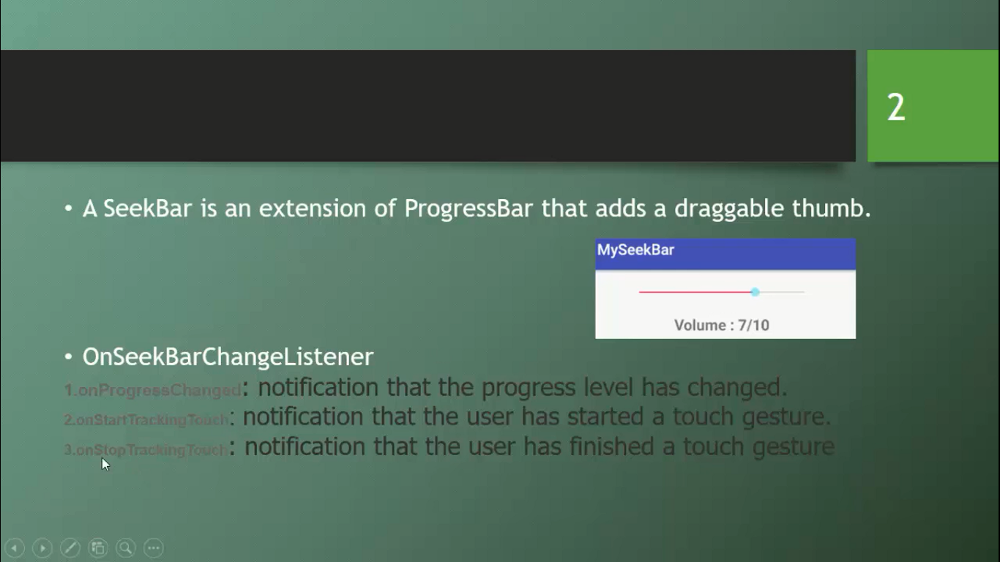 2
• A SeekBar is an extension of ProgressBar that adds a draggable thumb.
MySeekBar
Volume : 7/10
• OnSeekBarChangeListener
1.onProgressChanged: notification that the progress level has changed.
2.onStartTrackingTouch: notification that the user has started a touch gesture.
3.onStopTrackingTouch: notification that the user has finished a touch gesture